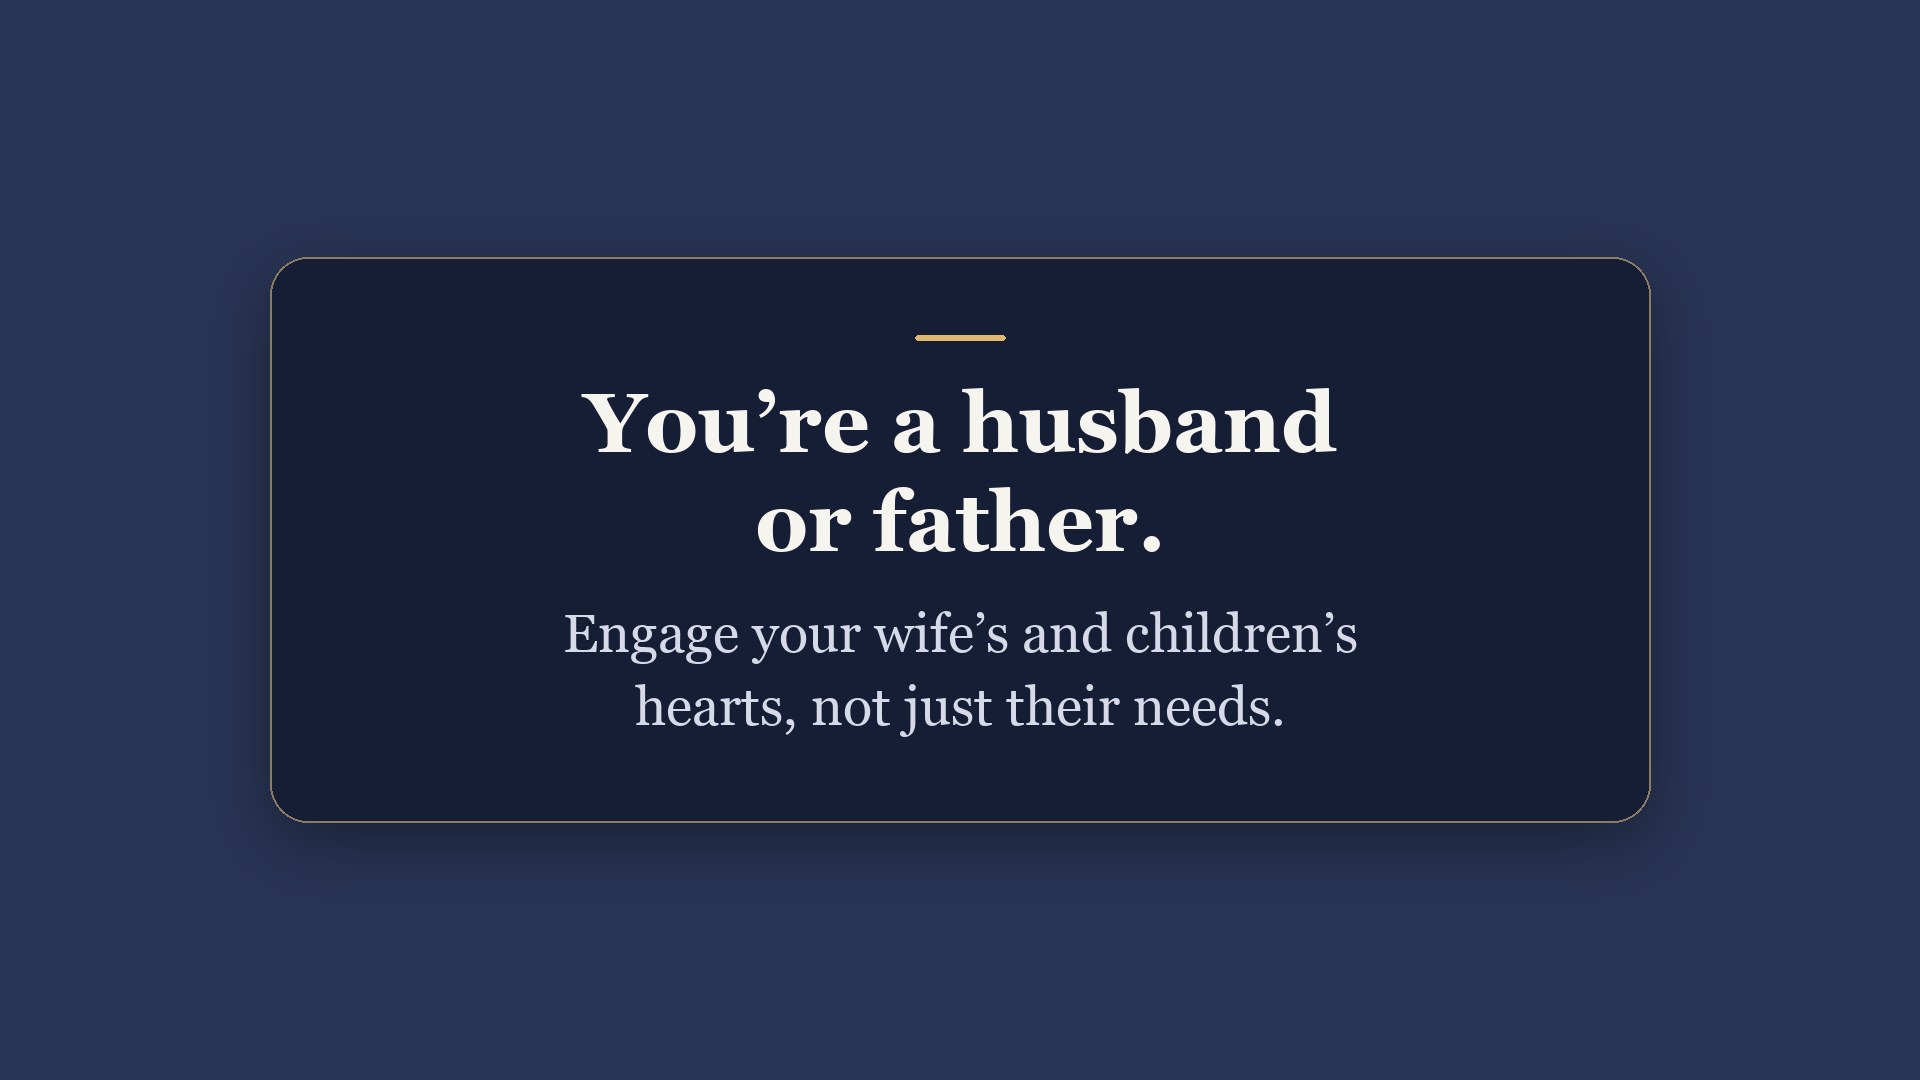 You’re a husband
or father.
Engage your wife’s and children’s
hearts, not just their needs.